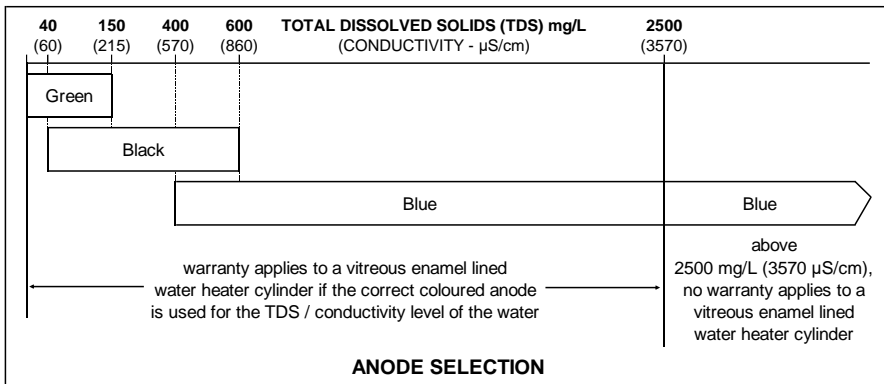 40 150 400 600 TOTAL DISSOLVED SOLIDS (TDS) mg/L 2500
(60) (215) (570) (860) (CONDUCTIVITY - µS/cm) (3570)
Green
Black
Blue Blue
warranty applies to a vitreous enamel lined
water heater cylinder if the correct coloured anode
is used for the TDS / conductivity level of the water
above
2500 mg/L (3570 µS/cm),
no warranty applies to a
vitreous enamel lined
water heater cylinder
ANODE SELECTION